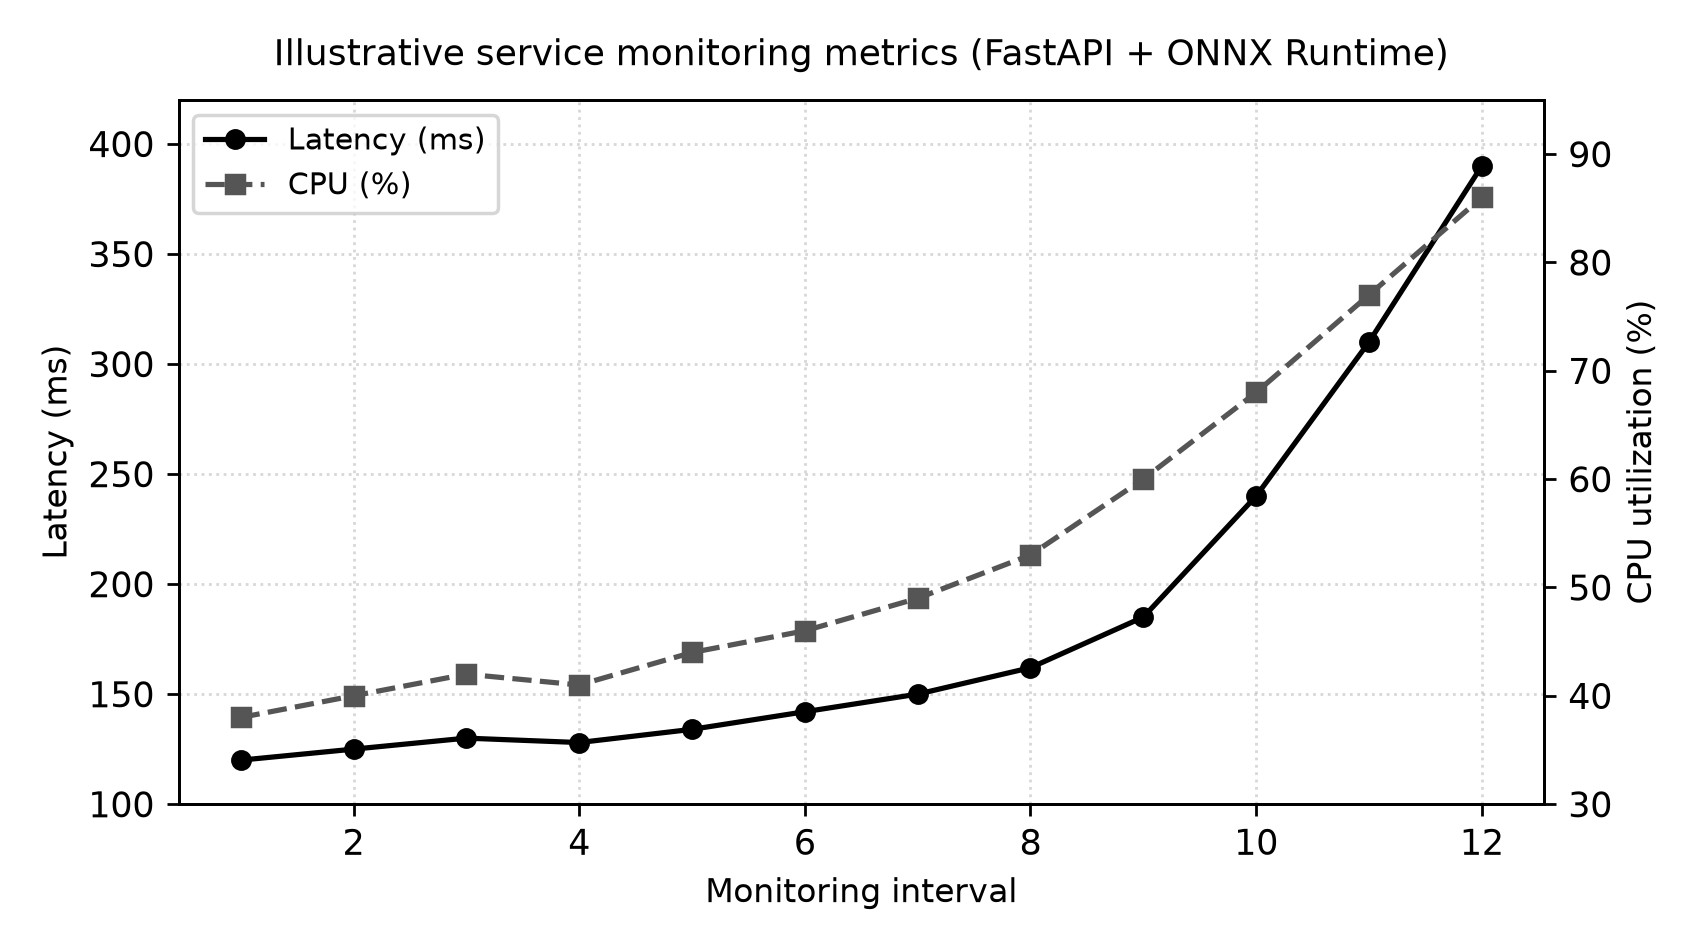 Illustrative service monitoring metrics (FastAPI + ONNX Runtime)
Latency (ms)
CPU (%)
400
350
300
250
200
150
100
Latency (ms)
90
80
70
60
50
40
30
CPU utilization (%)
2 4 6 8 10 12
Monitoring interval